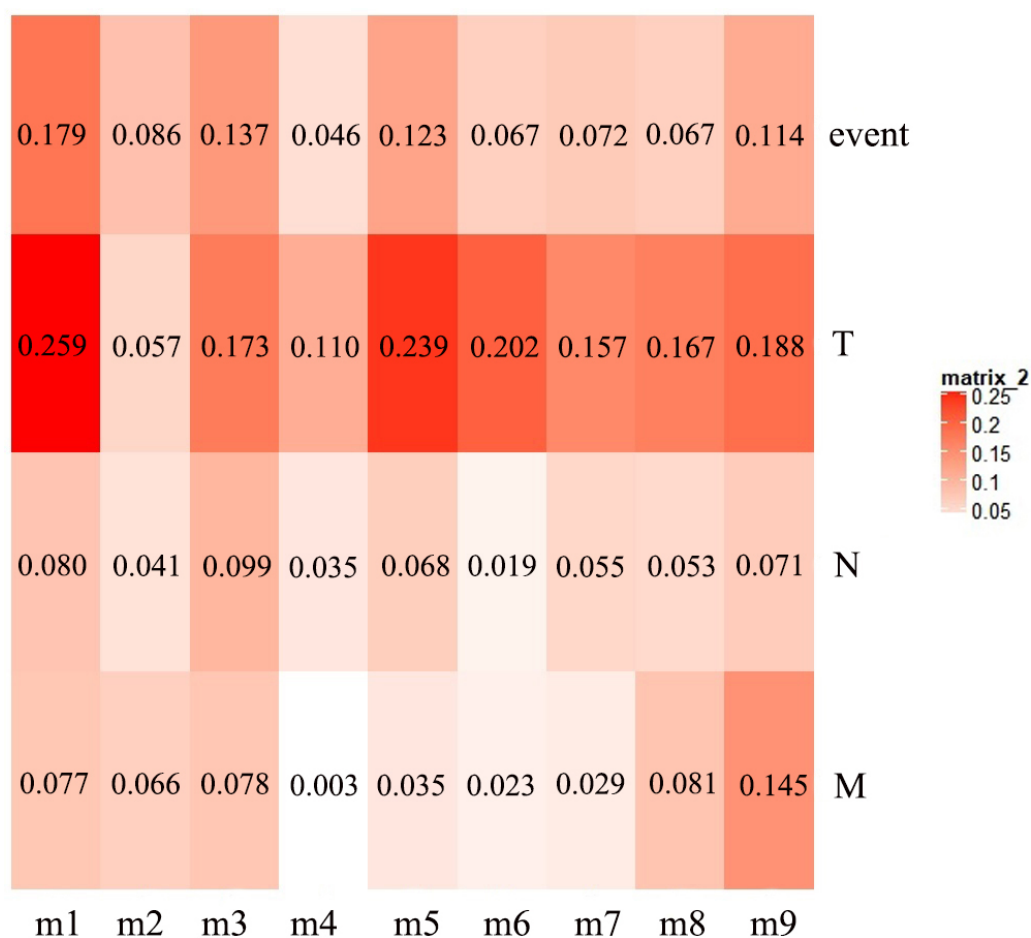 0.179 0.086 0.137 0.046 0.123 0.067 0.072 0.067 0.114 event
0.259 0.057 0.173 0.110 0.239 0.202 0.157 0.167 0.188 T
0.080 0.041 0.099 0.035 0.068 0.019 0.055 0.053 0.071 N
0.077 0.066 0.078 0.003 0.035 0.023 0.029 0.081 0.145 M
m1 m2 m3 m4 m5 m6 m7 m8 m9
matrix_2
0.25
0.2
0.15
0.1
0.05